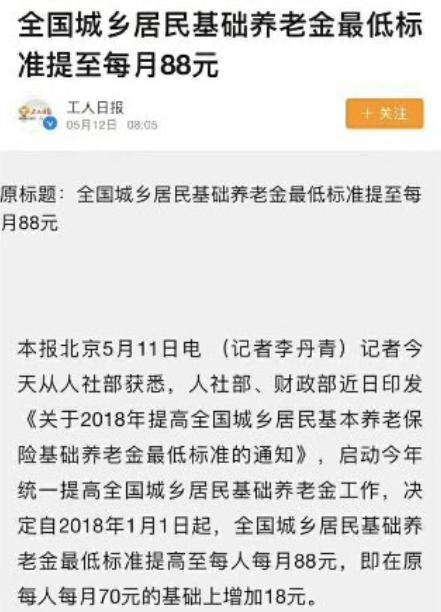 全国城乡居民基础养老金最低标
准提至每月88元
工人日报
05月12日 08:05
+ 关注
原标题：全国城乡居民基础养老金最低标准提至每
月88元
本报北京5月11日电 （记者李丹青）记者今
天从人社部获悉，人社部、财政部近日印发
《关于2018年提高全国城乡居民基本养老保
险基础养老金最低标准的通知》，启动今年
统一提高全国城乡居民基础养老金工作，决
定自2018年1月1日起，全国城乡居民基础养
老金最低标准提高至每人每月88元，即在原
每人每月70元的基础上增加18元。